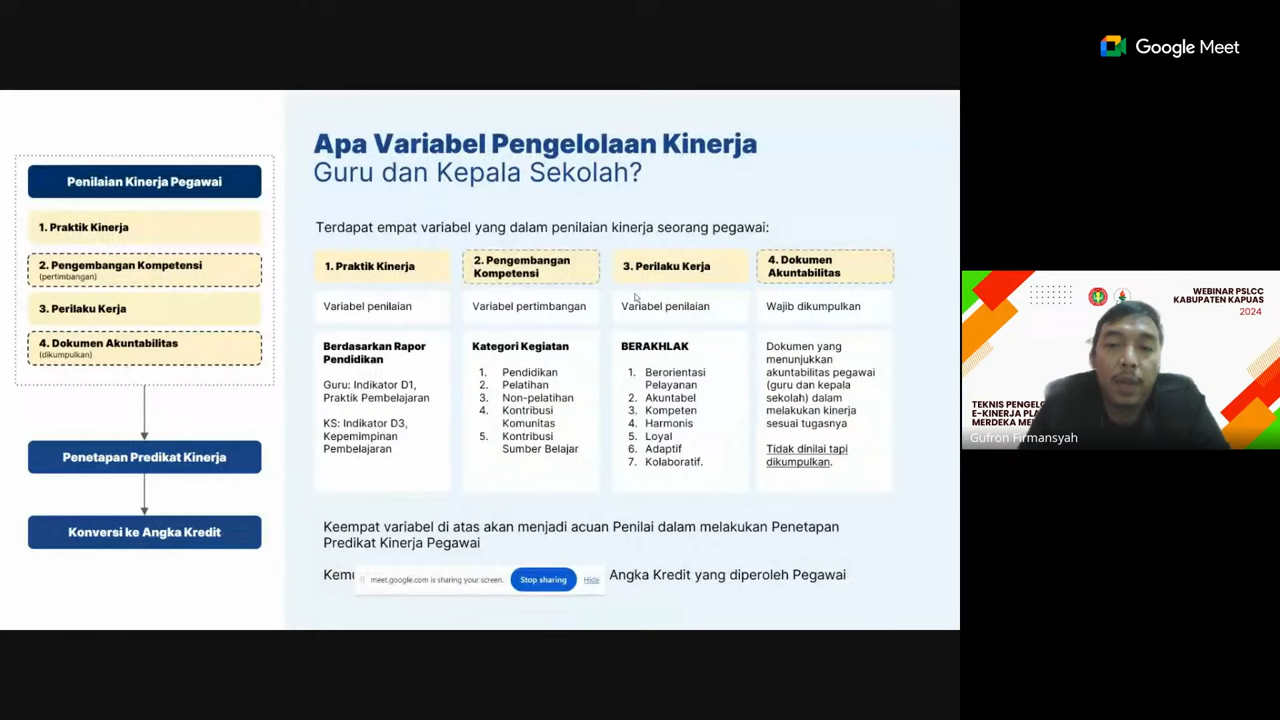 Google Meet
Penilaian Kinerja Pegawai
1. Praktik Kinerja
2. Pengembangan Kompetensi
(pertimbangan)
3. Perilaku Kerja
4. Dokumen Akuntabilitas
(dikumpulkan)
Penetapan Predikat Kinerja
Konversi ke Angka Kredit
Apa Variabel Pengelolaan Kinerja
Guru dan Kepala Sekolah?
Terdapat empat variabel yang dalam penilaian kinerja seorang pegawai:
1. Praktik Kinerja
Variabel penilaian
Berdasarkan Rapor
Pendidikan
Guru: Indikator D1,
Praktik Pembelajaran
KS: Indikator D3,
Kepemimpinan
Pembelajaran
2. Pengembangan
Kompetensi
Variabel pertimbangan
Kategori Kegiatan
1. Pendidikan
2. Pelatihan
3. Non-pelatihan
4. Kontribusi
Komunitas
5. Kontribusi
Sumber Belajar
3. Perilaku Kerja
Variabel penilaian
BERAKHLAK
1. Berorientasi
Pelayanan
2. Akuntabel
3. Kompeten
4. Harmonis
5. Loyal
6. Adaptif
7. Kolaboratif.
4. Dokumen
Akuntabilitas
Wajib dikumpulkan
Dokumen yang
menunjukkan
akuntabilitas pegawai
(guru dan kepala
sekolah) dalam
melakukan kinerja
sesuai tugasnya
Tidak dinilai tapi
dikumpulkan.
Keempat variabel di atas akan menjadi acuan Penilai dalam melakukan Penetapan
Predikat Kinerja Pegawai
Angka Kredit yang diperoleh Pegawai
meet.google.com is sharing your screen.
Stop sharing
Hide
WEBINAR PSLCC
KABUPATEN KAPUAS
2024
TEKNIS
E-KINERJA
MERDEKA
Gufron Firmansyah